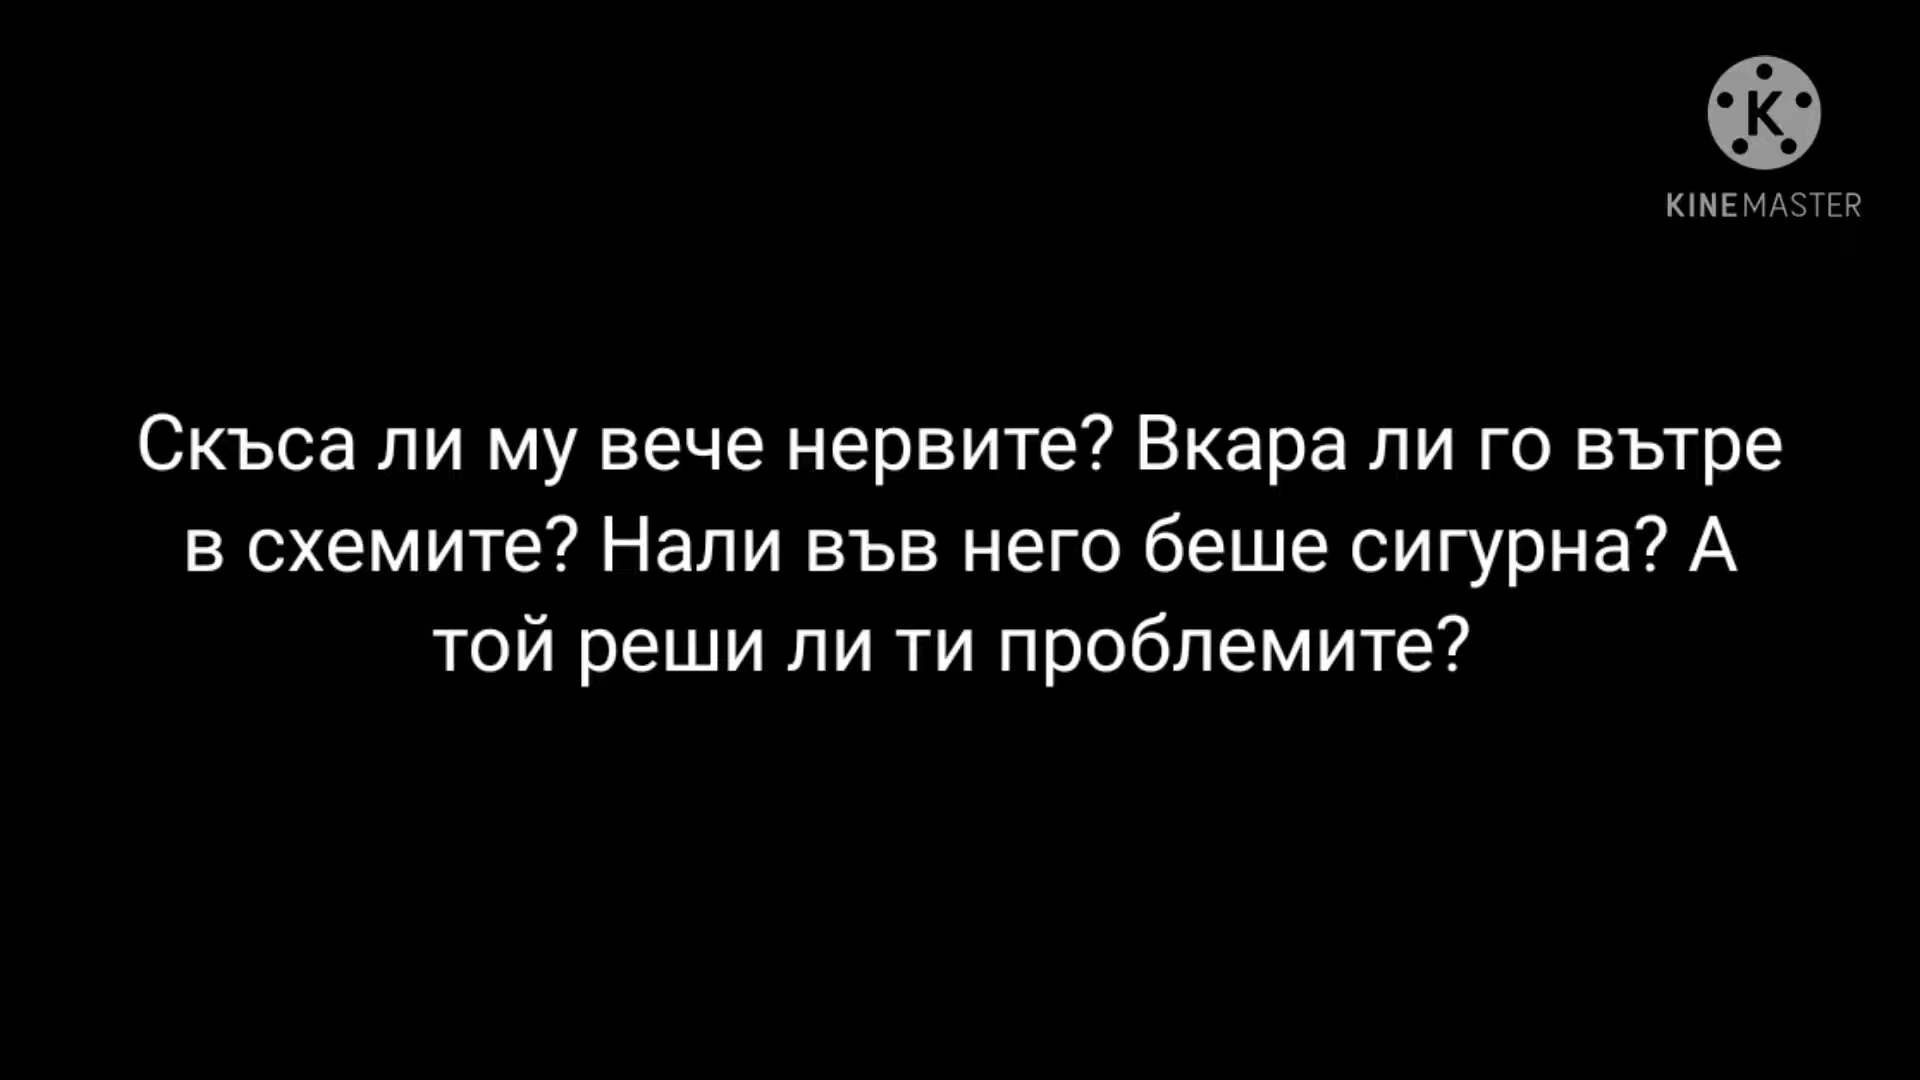 KINEMASTER
Скъса ли му вече нервите? Вкара ли го вътре
в схемите? Нали във него беше сигурна? А
той реши ли ти проблемите?